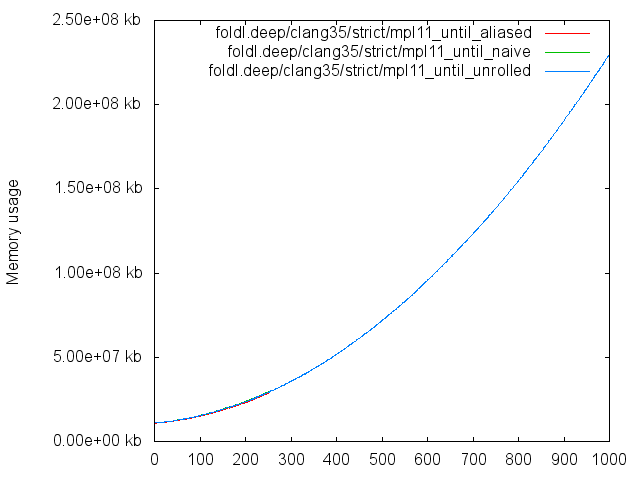 2.50e+08 kb
foldl.deep/clang35/strict/mpl11_until_aliased
foldl.deep/clang35/strict/mpl11_until_naive
foldl.deep/clang35/strict/mpl11_until_unrolled
2.00e+08 kb
1.50e+08 kb
Memory usage
1.00e+08 kb
5.00e+07 kb
0.00e+00 kb
0 100 200 300 400 500 600 700 800 900 1000